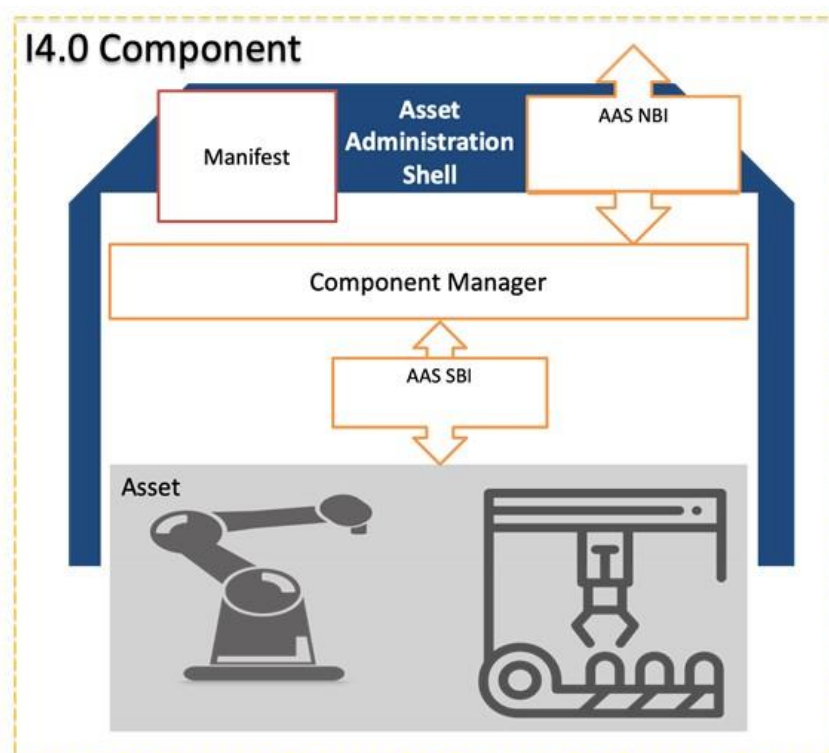 I4.0 Component
Manifest
Asset
Administration
Shell
AAS NBI
Component Manager
AAS SBI
Asset